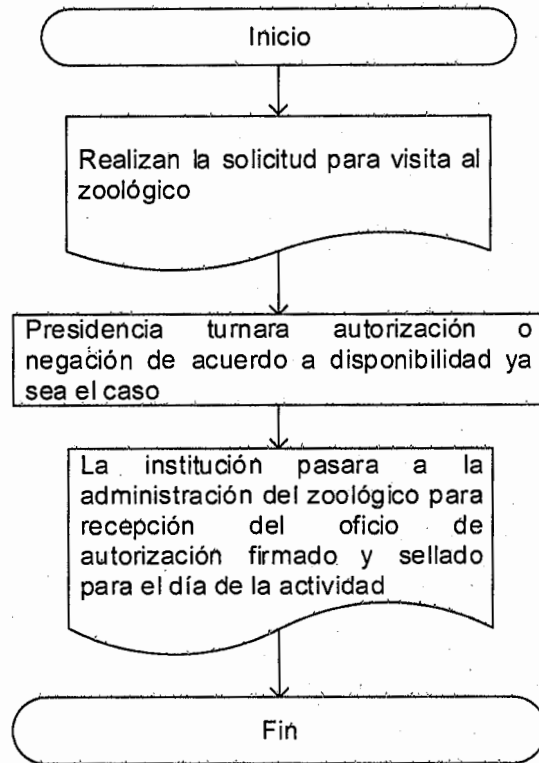 Inicio
Realizan la solicitud para visita al
zoológico
Presidencia turnara autorización o
negación de acuerdo a disponibilidad ya
sea el caso
La institución pasara a la
administración del zoológico para
recepción del oficio de
autorización firmado y sellado
para el día de la actividad
Fin